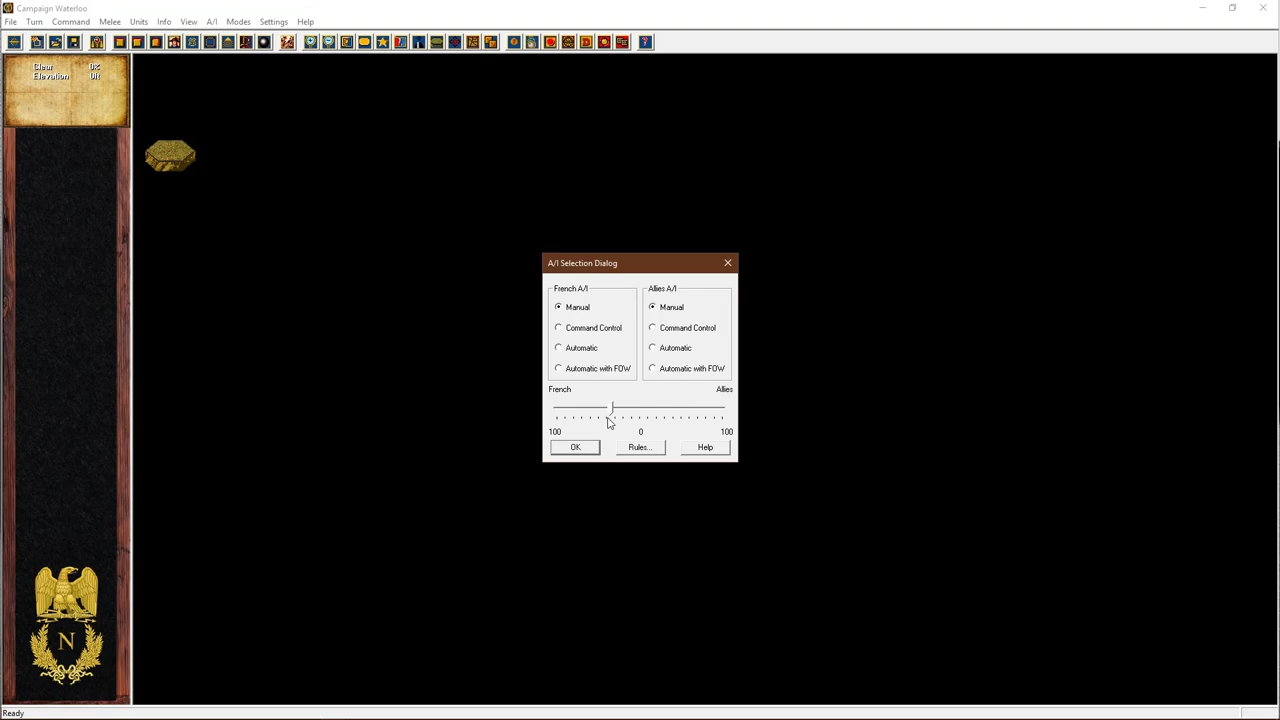 Campaign Waterloo
File Turn Command Melee Units Info View A/I Modes Settings Help
Clear 0%
Elevation 0ft
A/I Selection Dialog
French A/I
Manual
Command Control
Automatic
Automatic with FOW
Allies A/I
Manual
Command Control
Automatic
Automatic with FOW
French Allies
100 0 100
OK Rules... Help
N
Ready